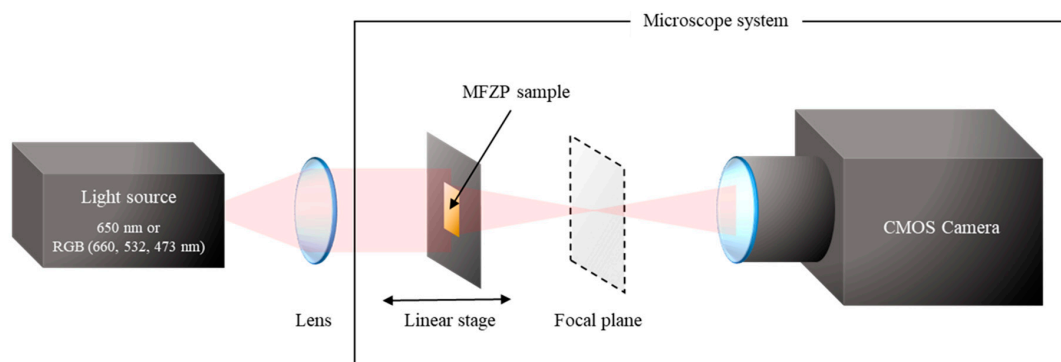 Microscope system
MFZP sample
Light source
650 nm or
RGB (660, 532, 473 nm)
CMOS Camera
Lens
Linear stage
Focal plane